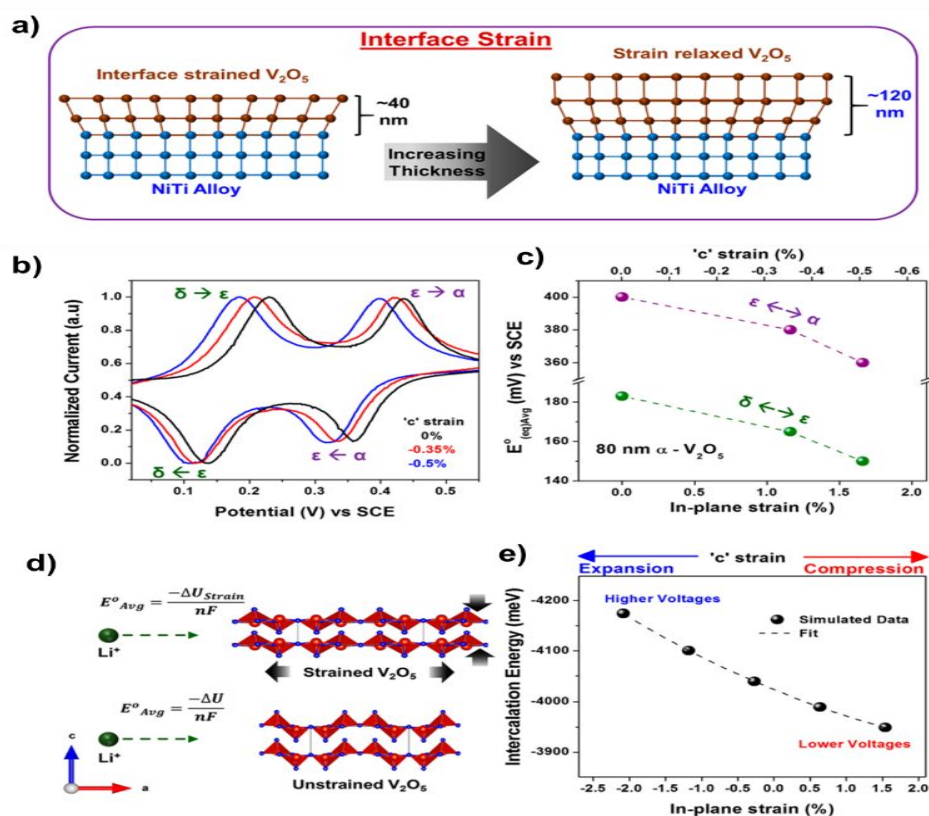 a)
Interface Strain
Interface strained V₂O₅
~40
nm
NiTi Alloy
Increasing
Thickness
Strain relaxed V₂O₅
~120
nm
NiTi Alloy
b)
Normalized Current (a.u)
1.0
0.8
0.6
0.4
0.2
0.0
δ → ε
ε → α
δ ← ε
ε ← α
'c' strain
0%
-0.35%
-0.5%
0.1
0.2
0.3
0.4
0.5
Potential (V) vs SCE
c)
'c' strain (%)
0.0
-0.1
-0.2
-0.3
-0.4
-0.5
-0.6
E⁰(eq)Avg (mV) vs SCE
400
380
360
180
160
140
ε ←→ α
δ ←→ ε
80 nm α - V₂O₅
0.0
0.5
1.0
1.5
2.0
In-plane strain (%)
d)
E°Avg = −ΔU Strain / nF
Li⁺
Strained V₂O₅
E°Avg = −ΔU / nF
Li⁺
c
a
Unstrained V₂O₅
e)
'c' strain
Expansion
Compression
Intercalation Energy (meV)
-4200
-4100
-4000
-3900
Higher Voltages
Simulated Data
Fit
Lower Voltages
-2.5
-2.0
-1.5
-1.0
-0.5
0.0
0.5
1.0
1.5
2.0
In-plane strain (%)